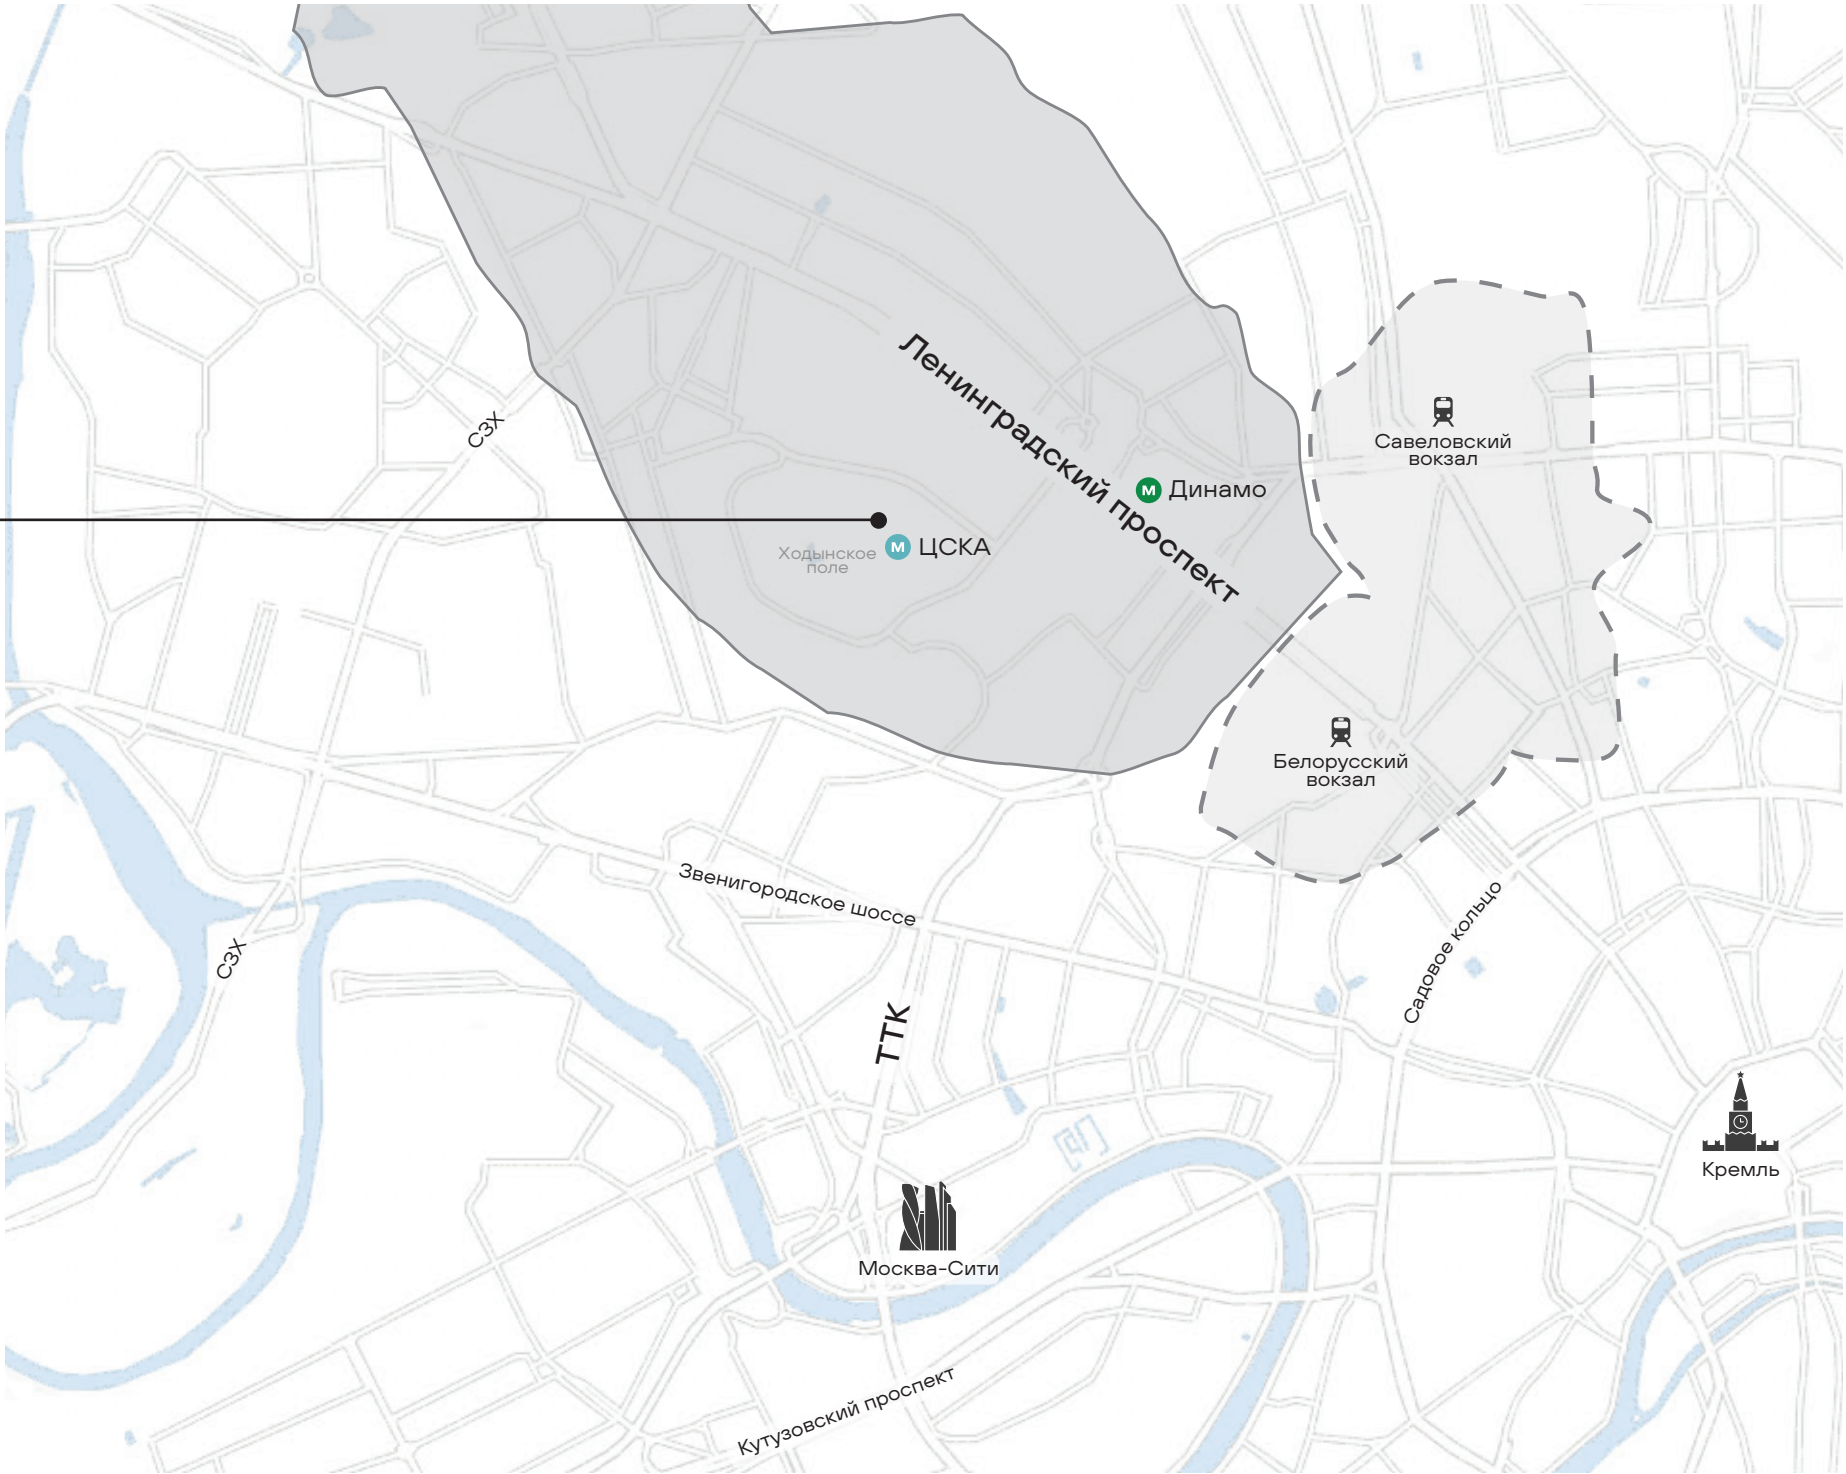 Ленинградский проспект
СЗХ
Савеловский
вокзал
М Динамо
Ходынское
поле
М ЦСКА
Белорусский
вокзал
Звенигородское шоссе
Садовое кольцо
СЗХ
ТТК
Кремль
Москва-Сити
Кутузовский проспект